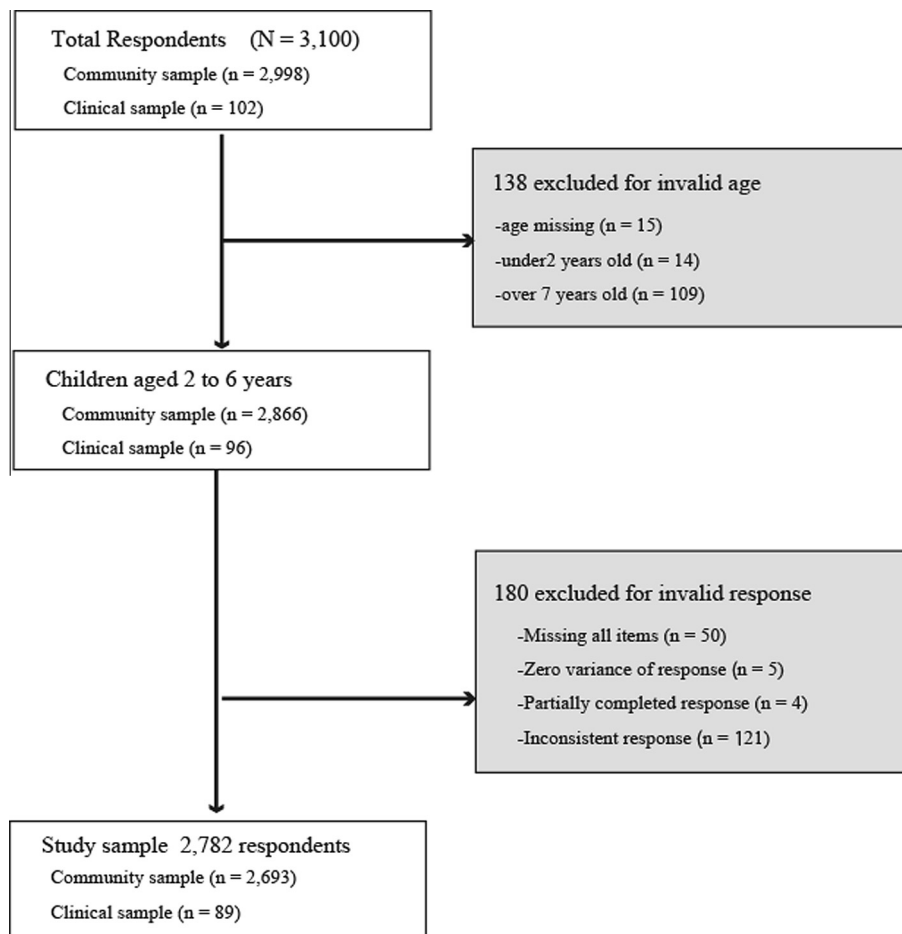 Total Respondents (N = 3,100)
Community sample (n = 2,998)
Clinical sample (n = 102)
138 excluded for invalid age
-age missing (n = 15)
-under2 years old (n = 14)
-over 7 years old (n = 109)
Children aged 2 to 6 years
Community sample (n = 2,866)
Clinical sample (n = 96)
180 excluded for invalid response
-Missing all items (n = 50)
-Zero variance of response (n = 5)
-Partially completed response (n = 4)
-Inconsistent response (n = 121)
Study sample 2,782 respondents
Community sample (n = 2,693)
Clinical sample (n = 89)